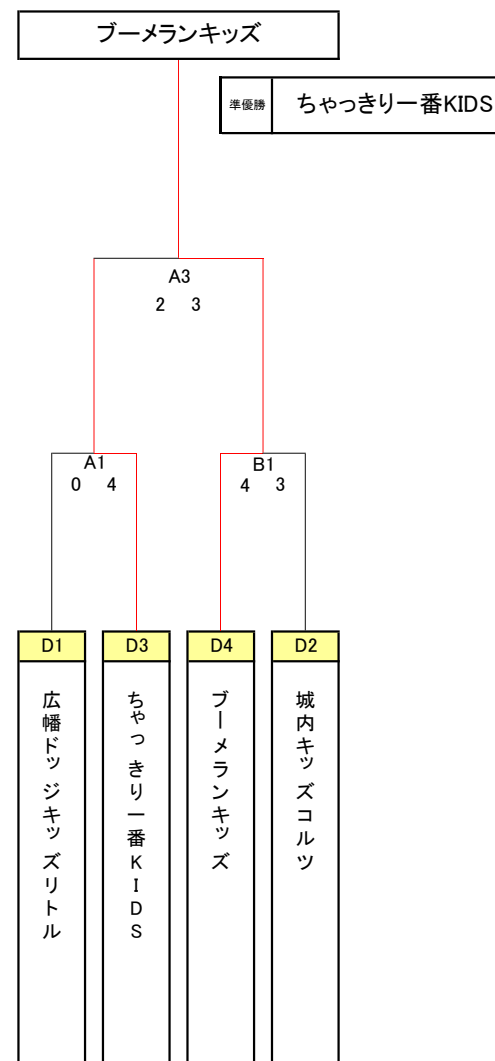 ブーメランキッズ
準優勝 ちゃっきり一番KIDS
A3
2 3
A1 B1
0 4 4 3
D1 D3 D4 D2
広幡ドッジキッズリトル
ちゃっきり一番KIDS
ブーメランキッズ
城内キッズコルツ